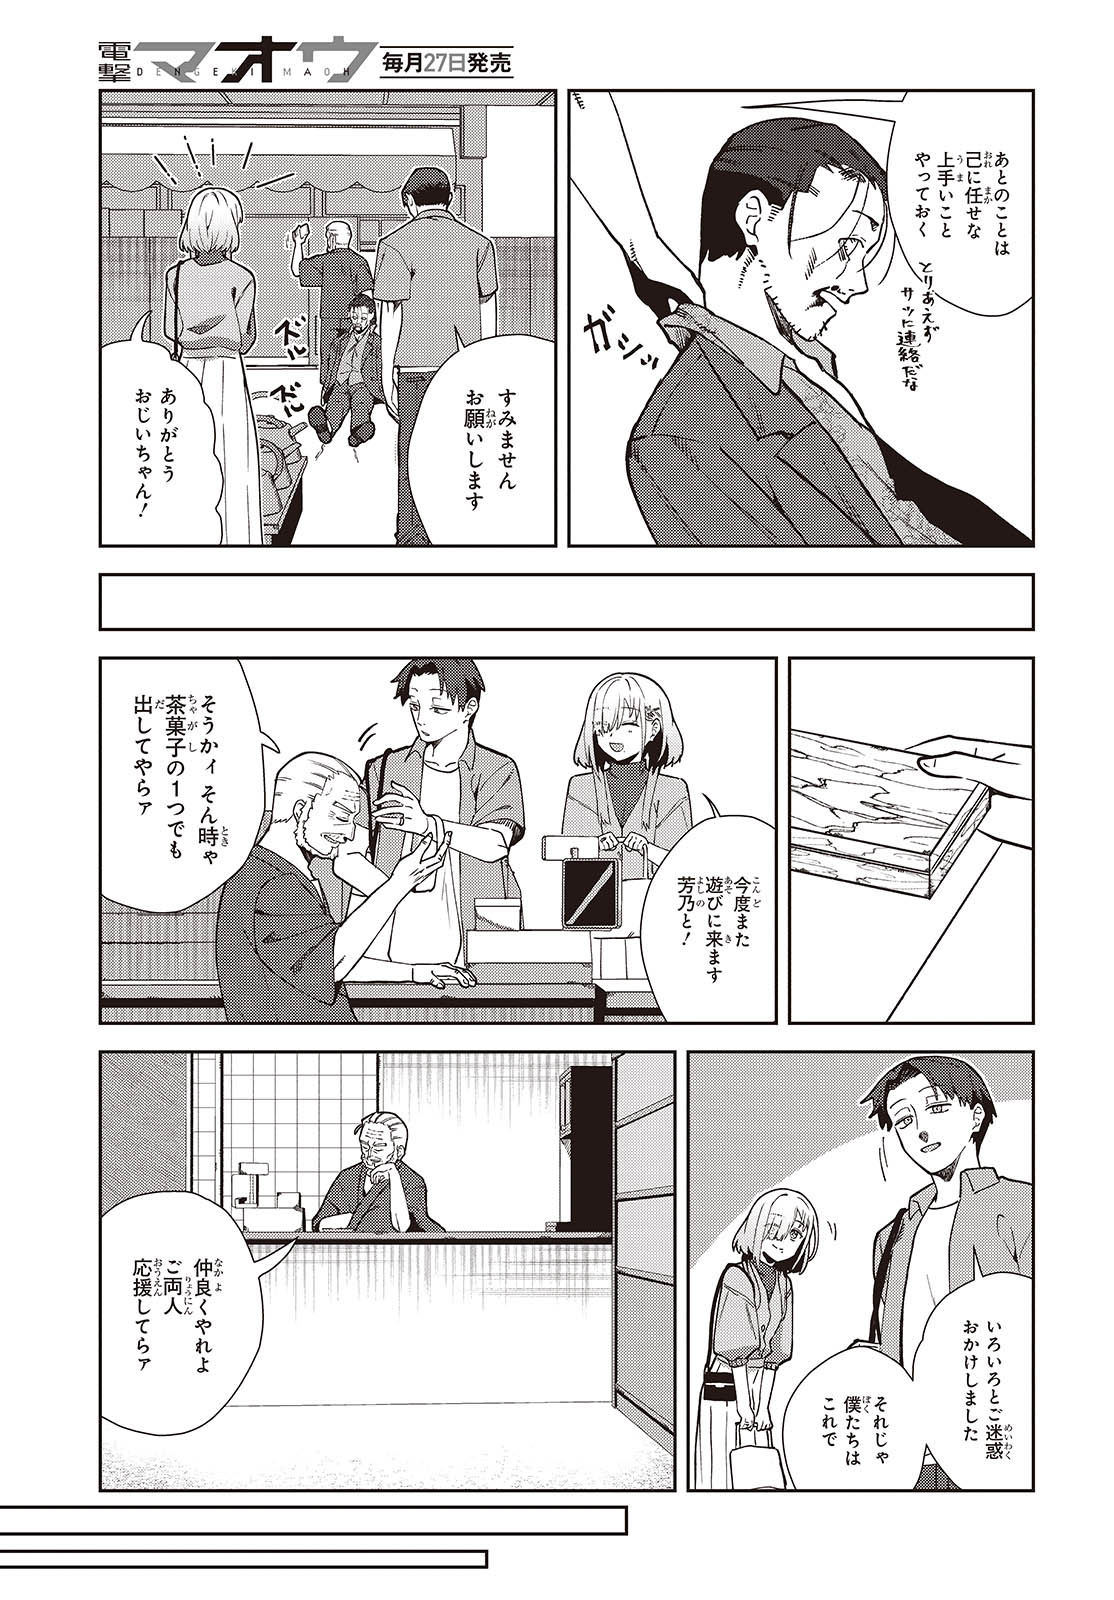 電撃マオウ
DENGEKI MAOH
毎月27日発売
あとのことは
己に任せな
上手いこと
やっておく
とりあえず
サツに連絡だな
ガシッ
すみません
お願いします
ズル
ズル
ありがとう
おじいちゃん!
今度また
遊びに来ます
芳乃と!
そうかィ そん時ゃ
茶菓子の1つでも
出してやらァ
いろいろとご迷惑
おかけしました
それじゃ
僕たちは
これで
仲良くやれよ
ご両人
応援してらァ